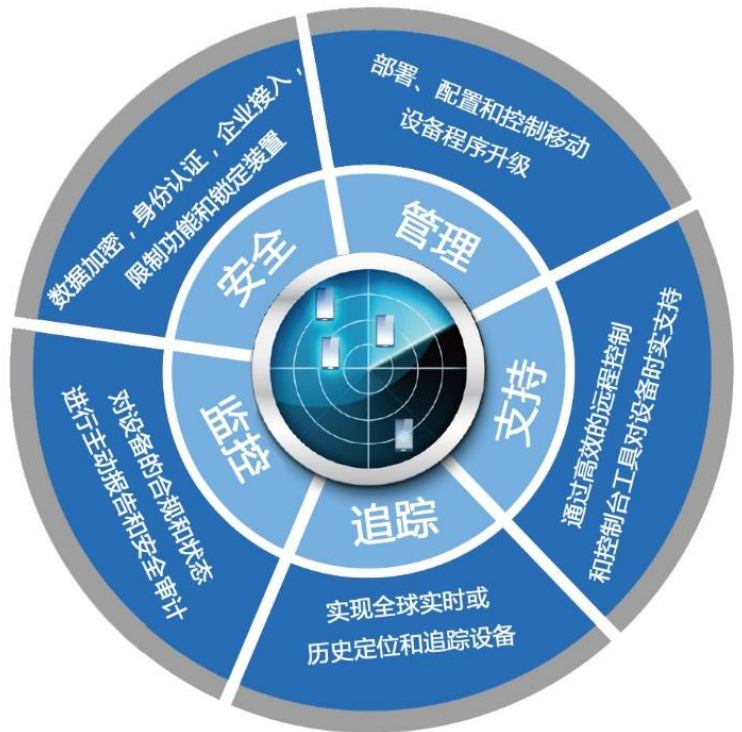 管理
部署、配置和控制移动
设备程序升级
支持
通过高效的远程控制
和控制台工具对设备时实支持
追踪
实现全球实时或
历史定位和追踪设备
监控
对设备的合规和状态
进行主动报告和安全审计
安全
数据加密，身份认证，企业接入，
限制功能和锁定装置